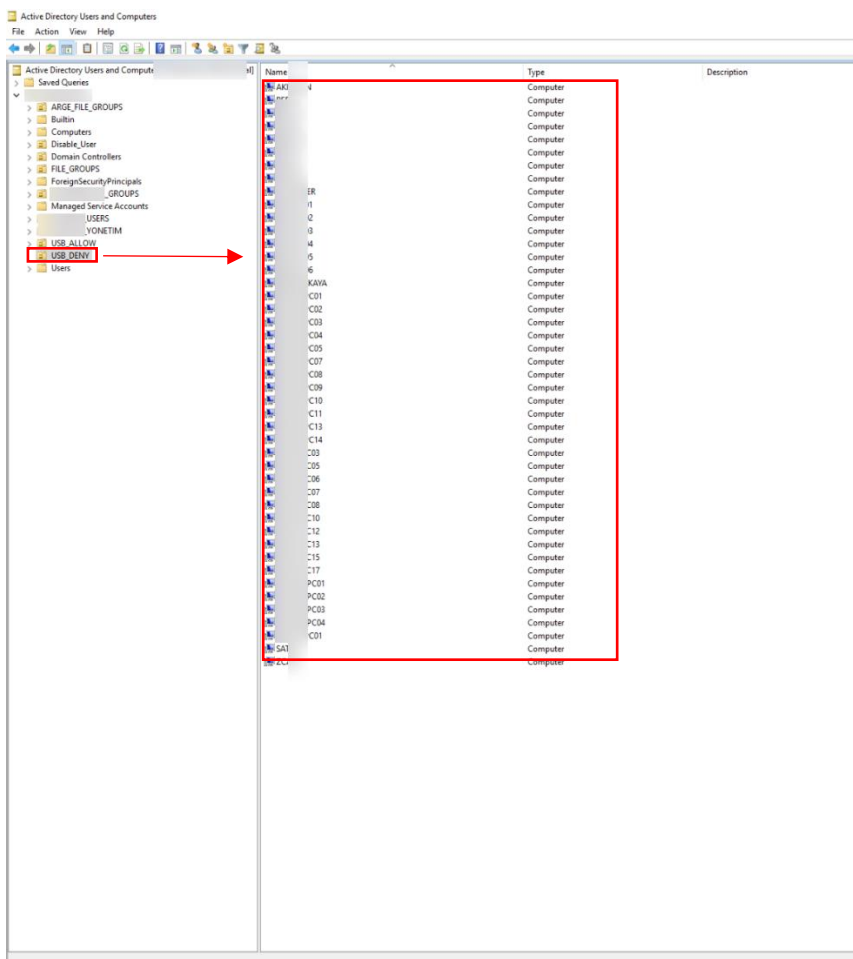 Active Directory Users and Computers
File Action View Help
Active Directory Users and Compute
Saved Queries
ARGE_FILE_GROUPS
Builtin
Computers
Disable_User
Domain Controllers
FILE_GROUPS
ForeignSecurityPrincipals
_GROUPS
Managed Service Accounts
USERS
_YONETIM
USB_ALLOW
USB_DENY
Users
Name Type Description
Computer
Computer
Computer
Computer
Computer
Computer
Computer
Computer
ER Computer
Computer
Computer
Computer
Computer
Computer
Computer
KAYA Computer
C01 Computer
C02 Computer
C03 Computer
C04 Computer
C05 Computer
C07 Computer
C08 Computer
C09 Computer
C10 Computer
C11 Computer
C13 Computer
C14 Computer
C03 Computer
C05 Computer
C06 Computer
C07 Computer
C08 Computer
C10 Computer
C12 Computer
C13 Computer
C15 Computer
C17 Computer
PC01 Computer
PC02 Computer
PC03 Computer
PC04 Computer
C01 Computer
SAT Computer
ZC Computer